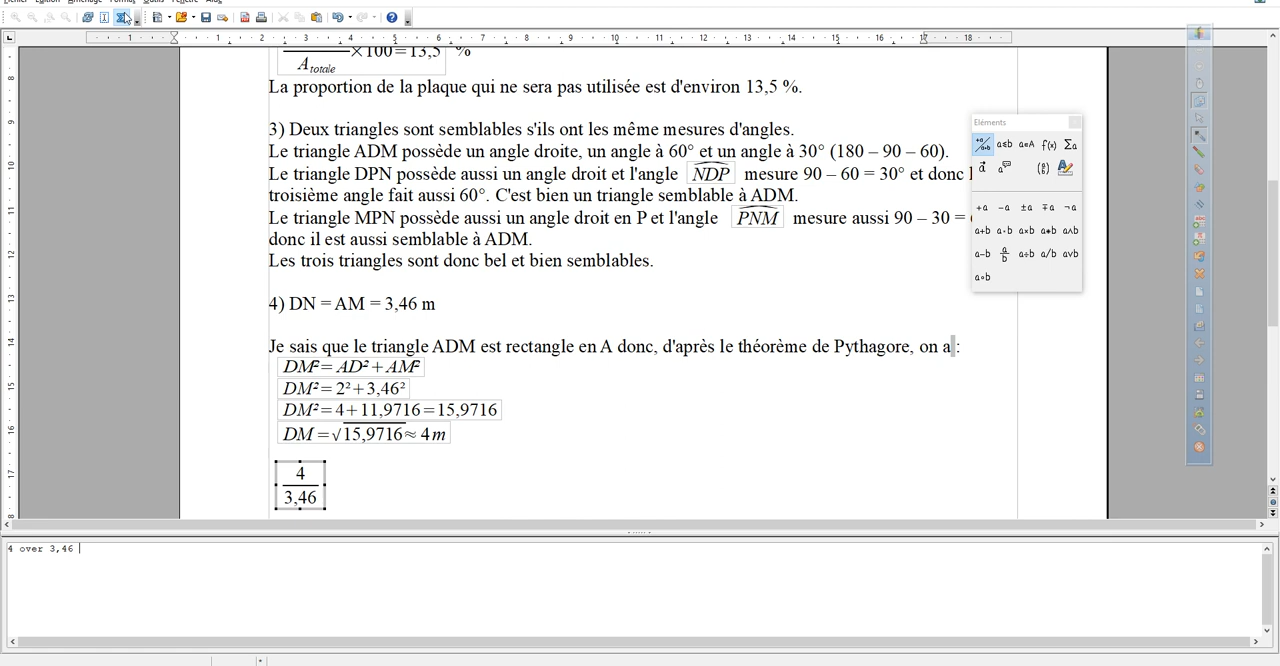 A totale ×100=13,5 %
La proportion de la plaque qui ne sera pas utilisée est d'environ 13,5 %.
3) Deux triangles sont semblables s'ils ont les même mesures d'angles.
Le triangle ADM possède un angle droite, un angle à 60° et un angle à 30° (180 – 90 – 60).
Le triangle DPN possède aussi un angle droit et l'angle NDP mesure 90 – 60 = 30° et donc
troisième angle fait aussi 60°. C'est bien un triangle semblable à ADM.
Le triangle MPN possède aussi un angle droit en P et l'angle PNM mesure aussi 90 – 30 =
donc il est aussi semblable à ADM.
Les trois triangles sont donc bel et bien semblables.
4) DN = AM = 3,46 m
Je sais que le triangle ADM est rectangle en A donc, d'après le théorème de Pythagore, on a :
DM²=AD²+AM²
DM²=2²+3,46²
DM²=4+11,9716=15,9716
DM=√15,9716≈4m
4
3,46
Eléments
+a/a+b a≤b a∈A f(x) Σa
+a −a ±a ∓a ¬a
a+b a·b a×b a∗b a∧b
a−b a/b a÷b a/b a∨b
a∘b
4 over 3,46